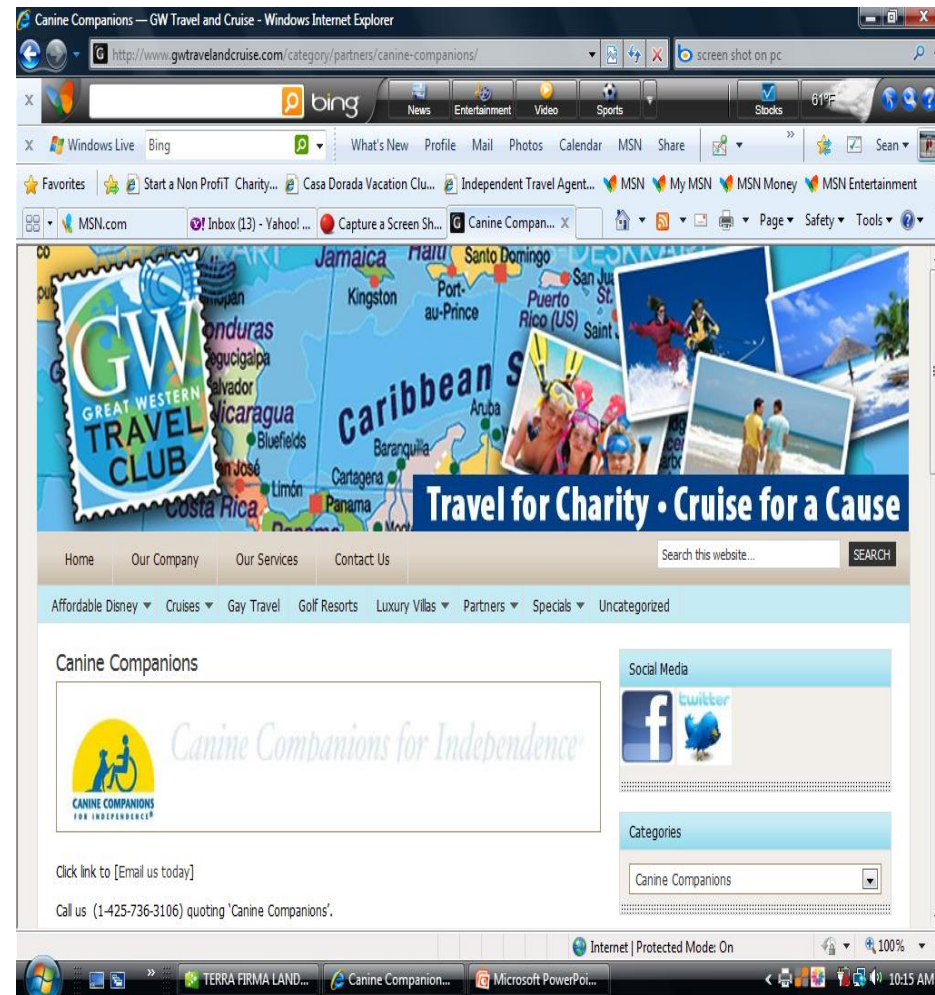 Canine Companions — GW Travel and Cruise - Windows Internet Explorer
http://www.gwtravelandcruise.com/category/partners/canine-companions/
screen shot on pc
bing
News Entertainment Video Sports
Stocks
61°F
Windows Live
Bing
What's New Profile Mail Photos Calendar MSN Share
»
Sean
Favorites
Start a Non ProfiT Charity...
Casa Dorada Vacation Clu...
Independent Travel Agent...
MSN
My MSN
MSN Money
MSN Entertainment
MSN.com
Inbox (13) - Yahoo! ...
Capture a Screen Sh...
Canine Compan...
X
Page Safety Tools
Jamaica
Haiti
Santo Domingo
Kingston
Port-
au-Prince
Puerto
Rico (US)
San Jua
St.
Saint
Honduras
Tegucigalpa
Salvador
Nicaragua
Bluefields
San José
Limón
Costa Rica
Caribbean S
Aruba
Baranquilla
Cartagena
Panama
GW
GREAT WESTERN
TRAVEL
CLUB
Travel for Charity • Cruise for a Cause
Home Our Company Our Services Contact Us
Search this website...
SEARCH
Affordable Disney Cruises Gay Travel Golf Resorts Luxury Villas Partners Specials Uncategorized
Canine Companions
Canine Companions for Independence®
CANINE COMPANIONS
FOR INDEPENDENCE®
Click link to [Email us today]
Call us (1-425-736-3106) quoting 'Canine Companions'.
Social Media
f
twitter
Categories
Canine Companions
Internet | Protected Mode: On
100%
»
TERRA FIRMA LAND...
Canine Companion...
Microsoft PowerPoi...
10:15 AM